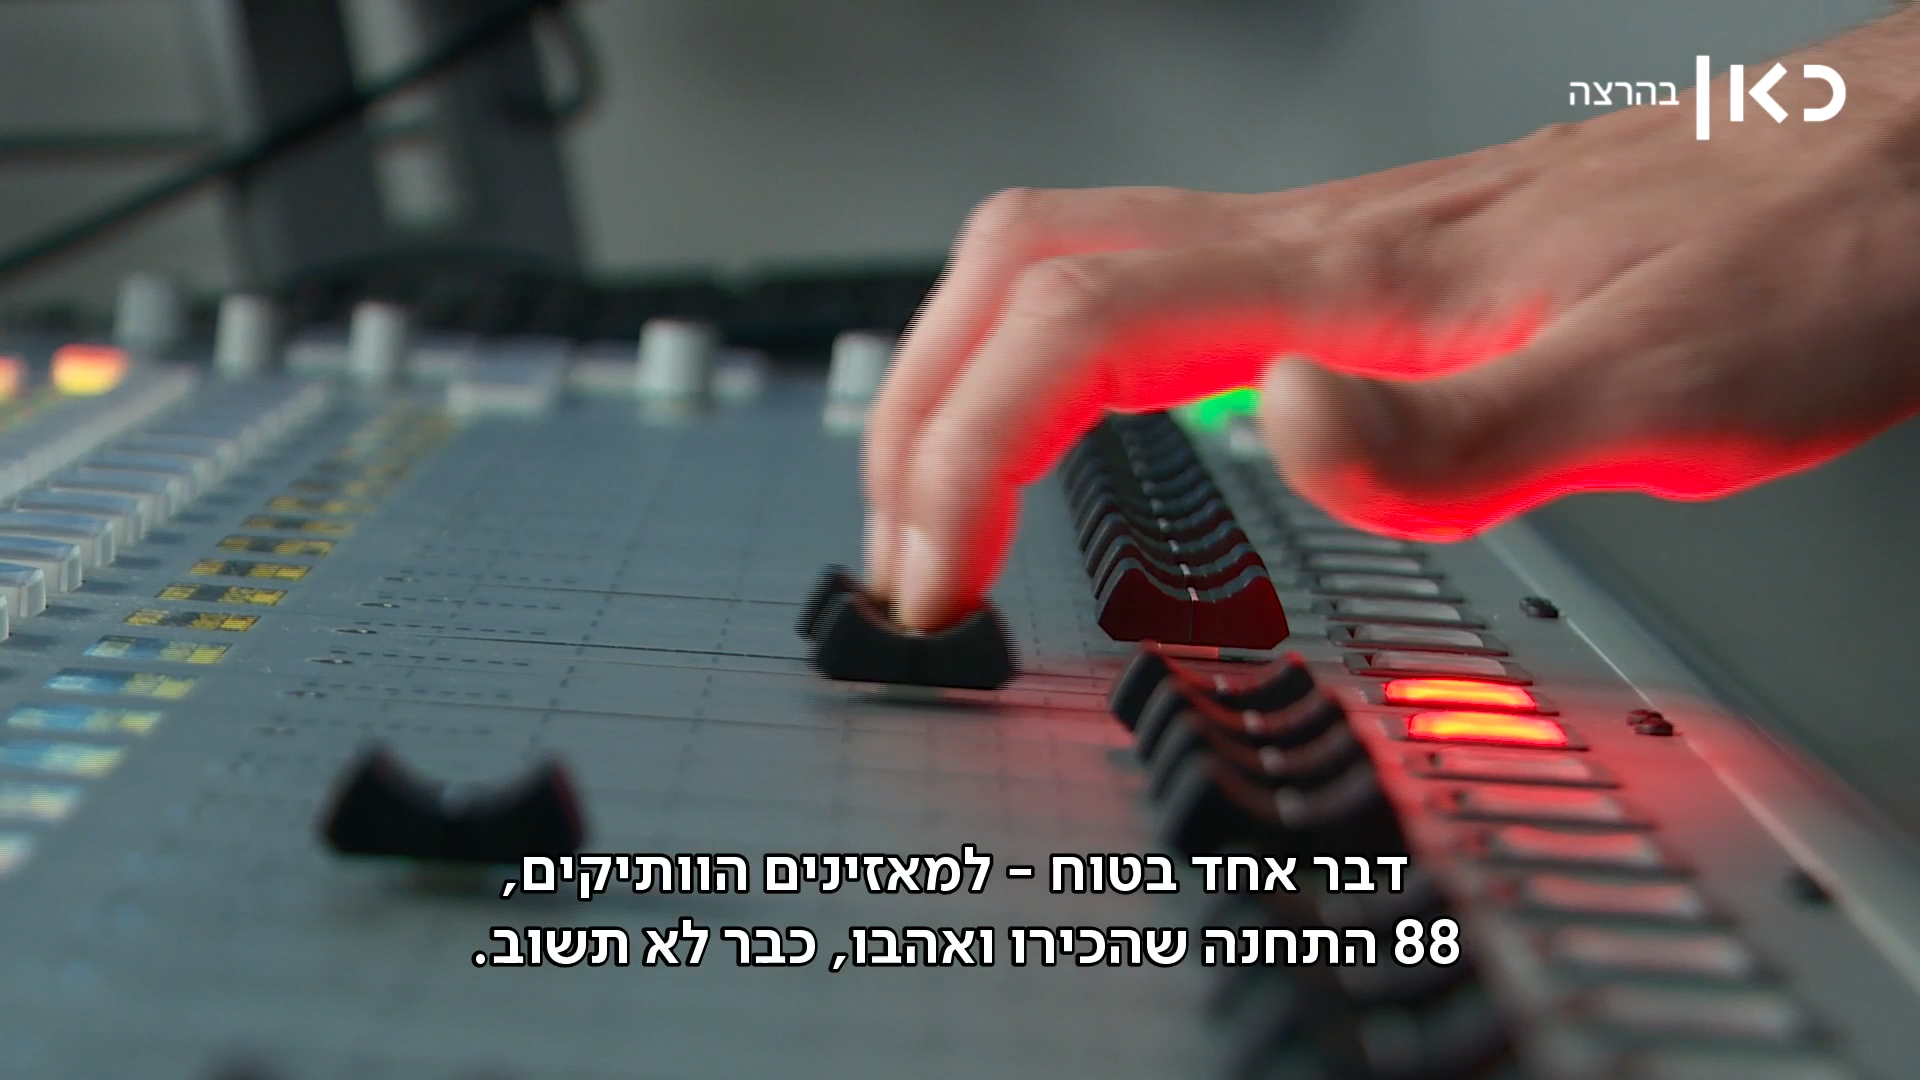 כאן בהרצה
דבר אחד בטוח - למאזינים הוותיקים,
88 התחנה שהכירו ואהבו, כבר לא תשוב.